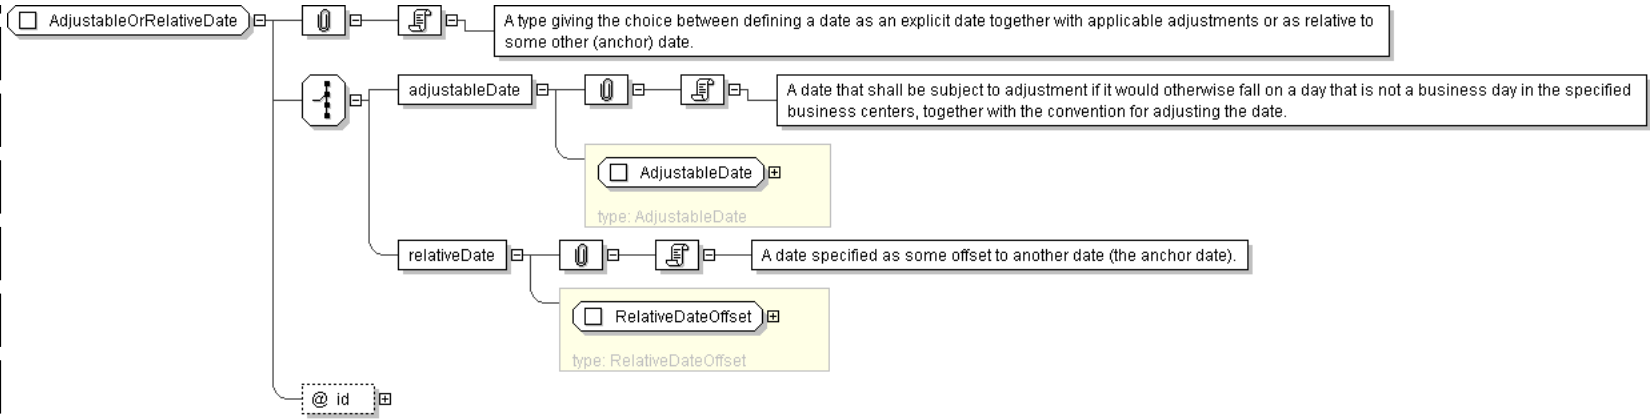 AdjustableOrRelativeDate
A type giving the choice between defining a date as an explicit date together with applicable adjustments or as relative to
some other (anchor) date.
adjustableDate
A date that shall be subject to adjustment if it would otherwise fall on a day that is not a business day in the specified
business centers, together with the convention for adjusting the date.
AdjustableDate
type: AdjustableDate
relativeDate
A date specified as some offset to another date (the anchor date).
RelativeDateOffset
type: RelativeDateOffset
@ id